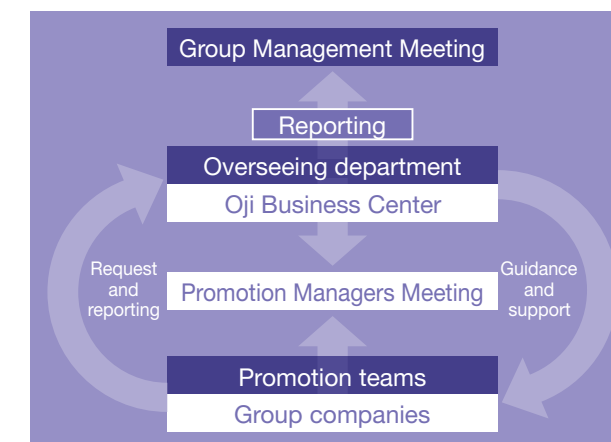 Group Management Meeting
Reporting
Overseeing department
Oji Business Center
Request
and
reporting
Promotion Managers Meeting
Guidance
and
support
Promotion teams
Group companies